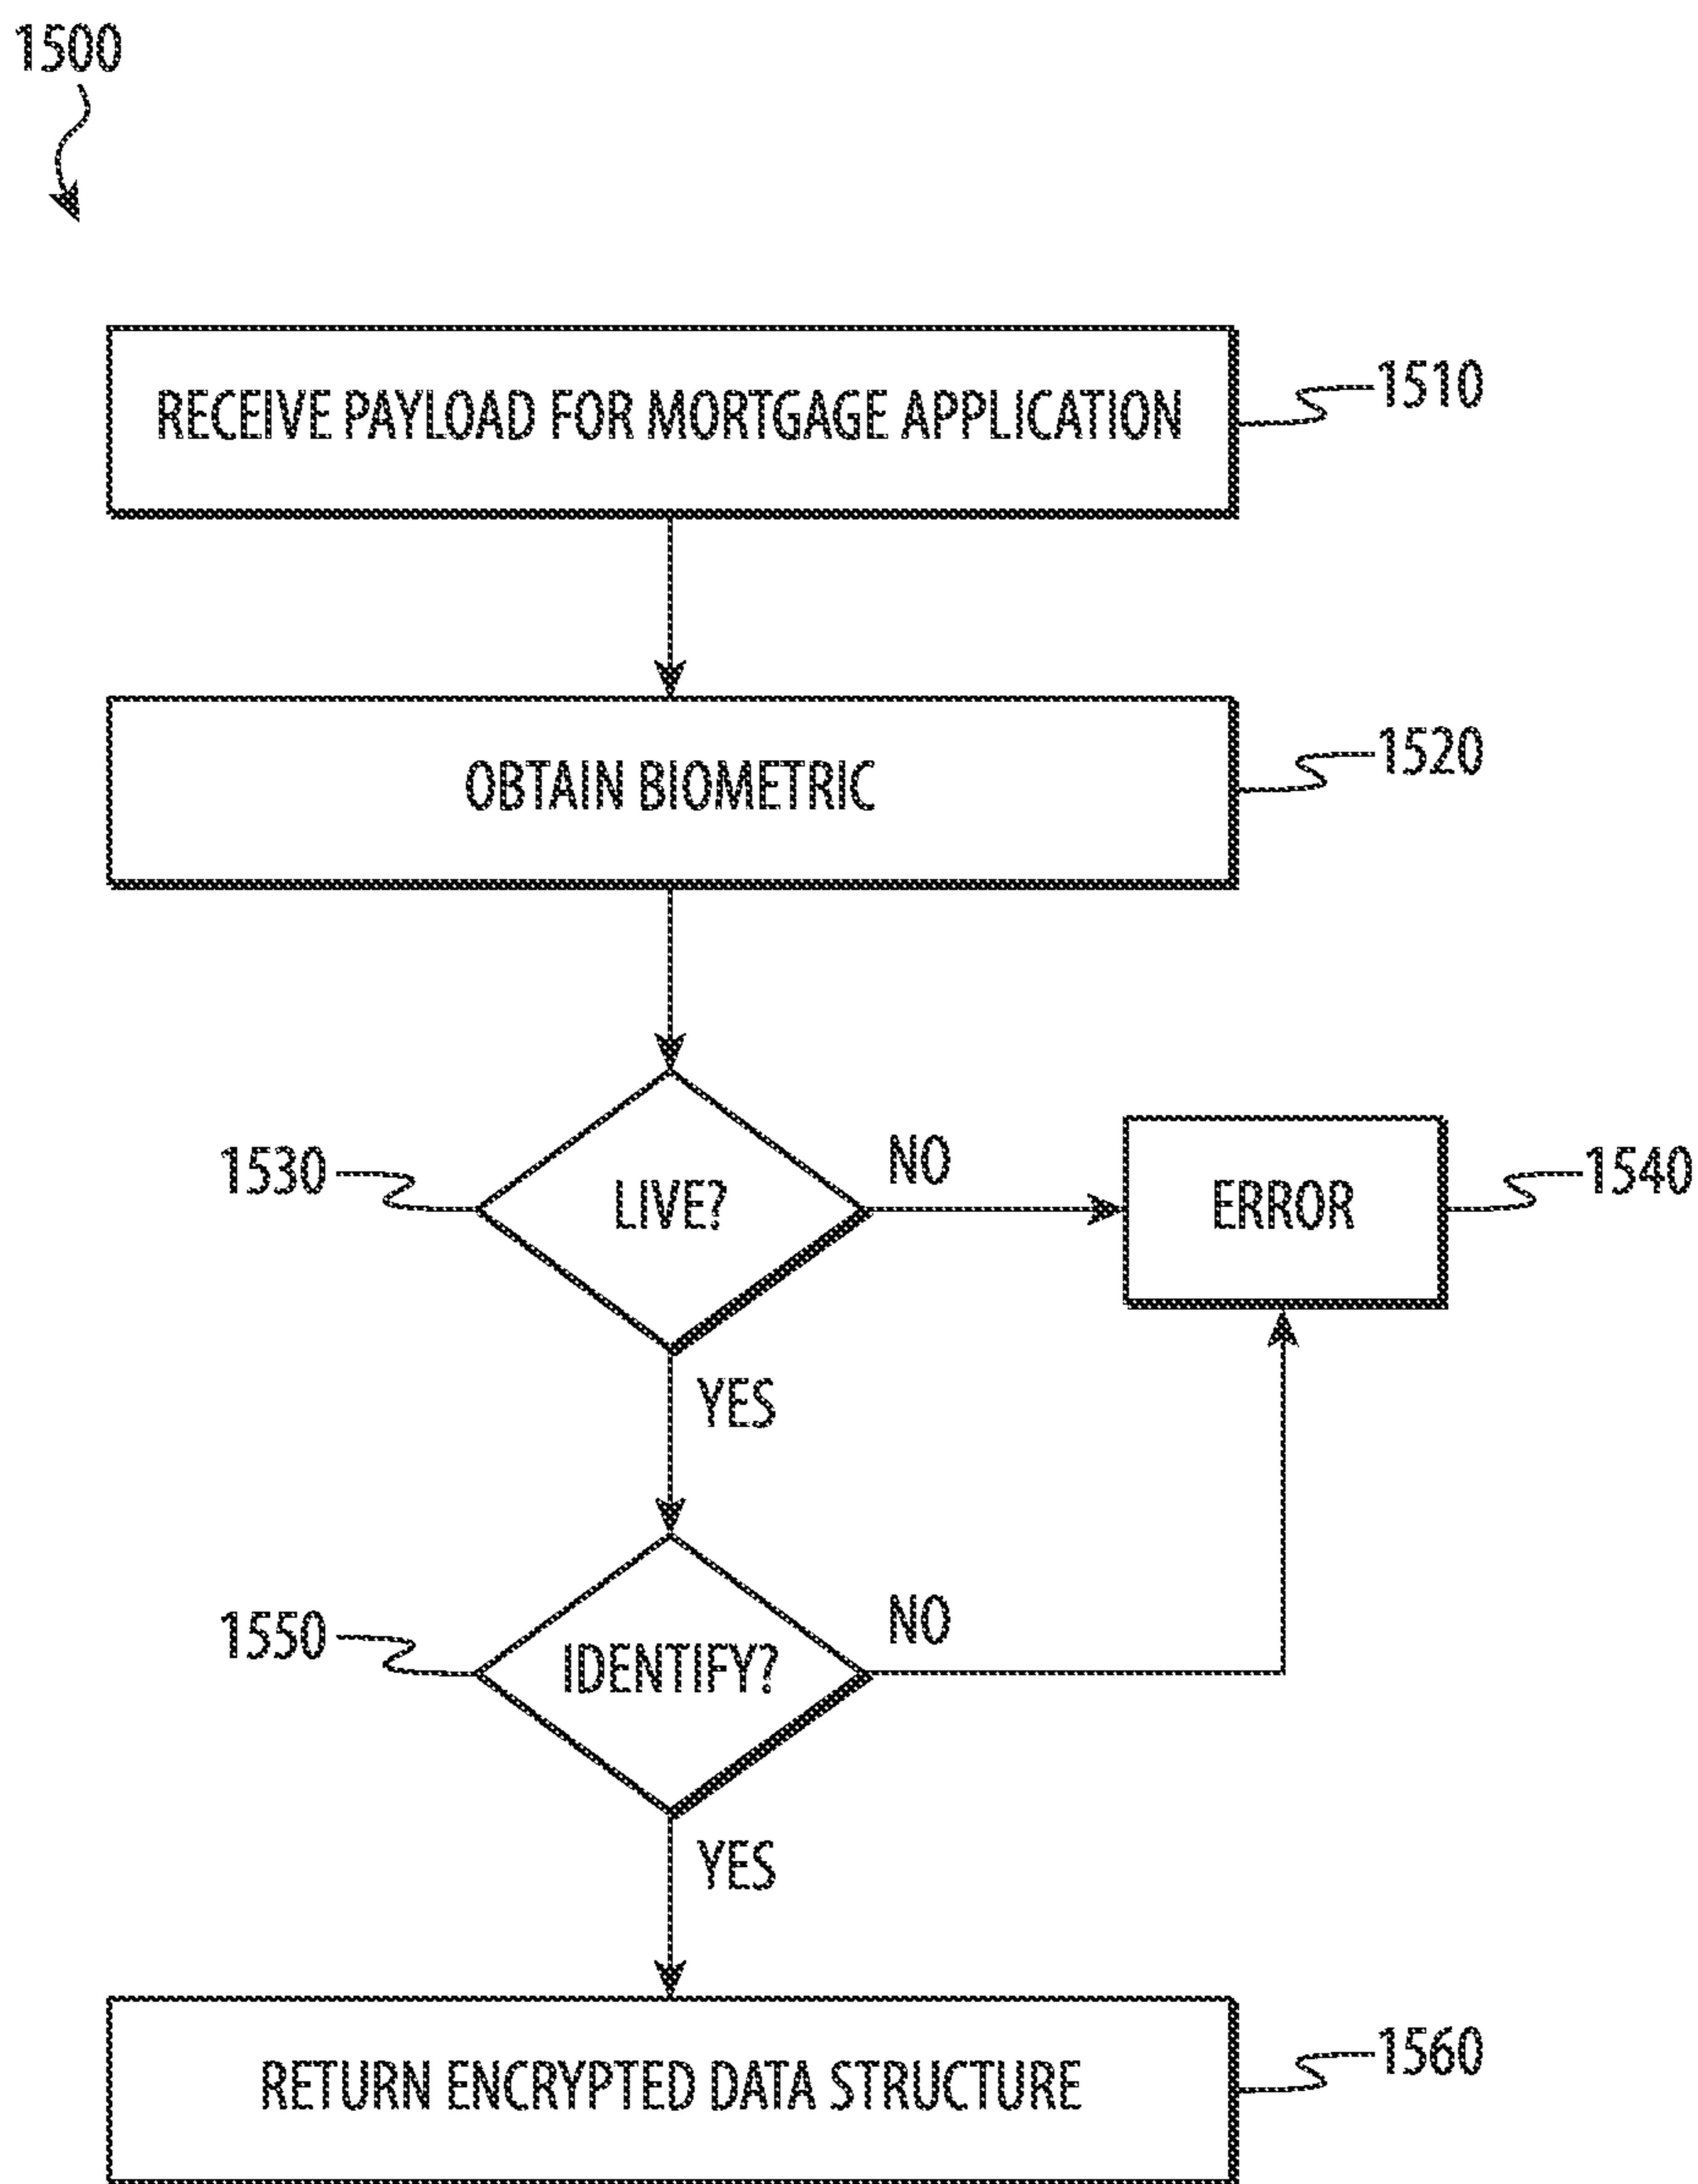 1500
RECEIVE PAYLOAD FOR MORTGAGE APPLICATION
1510
OBTAIN BIOMETRIC
1520
1530
LIVE?
NO
ERROR
1540
YES
1550
IDENTIFY?
NO
YES
RETURN ENCRYPTED DATA STRUCTURE
1560